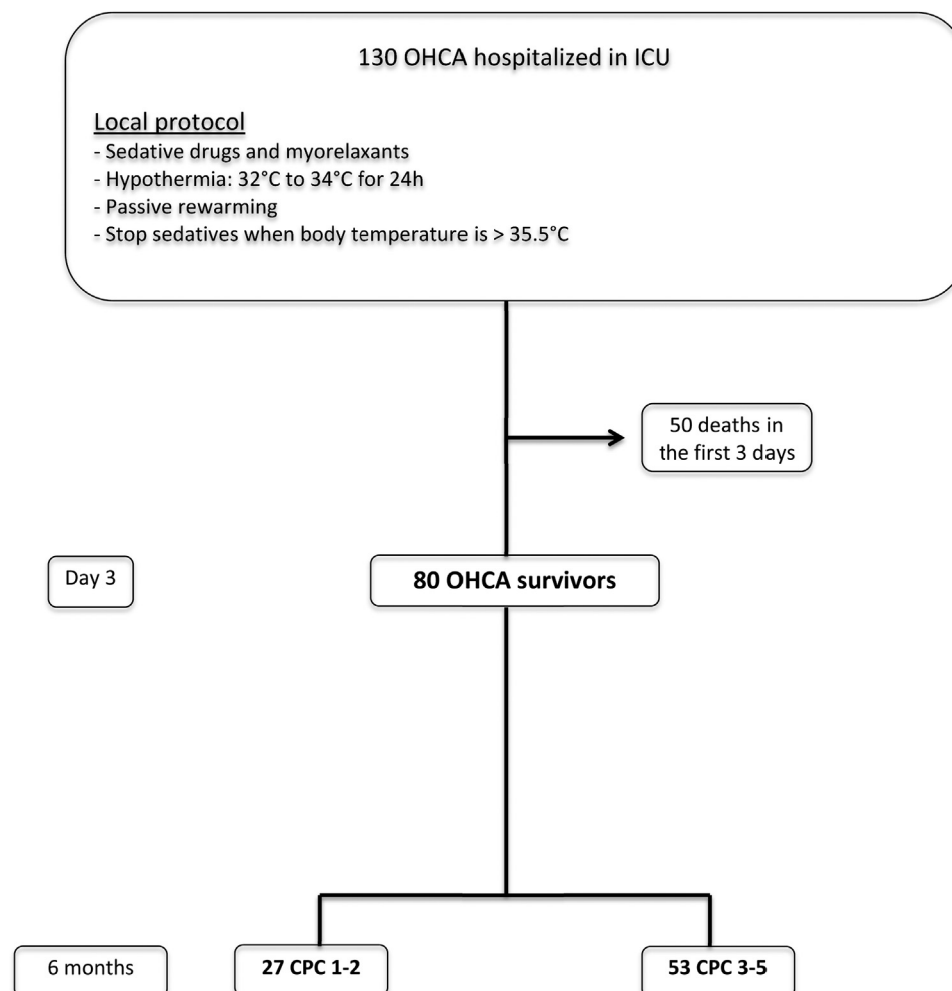 130 OHCA hospitalized in ICU
Local protocol
- Sedative drugs and myorelaxants
- Hypothermia: 32°C to 34°C for 24h
- Passive rewarming
- Stop sedatives when body temperature is > 35.5°C
50 deaths in
the first 3 days
Day 3
80 OHCA survivors
6 months
27 CPC 1-2
53 CPC 3-5